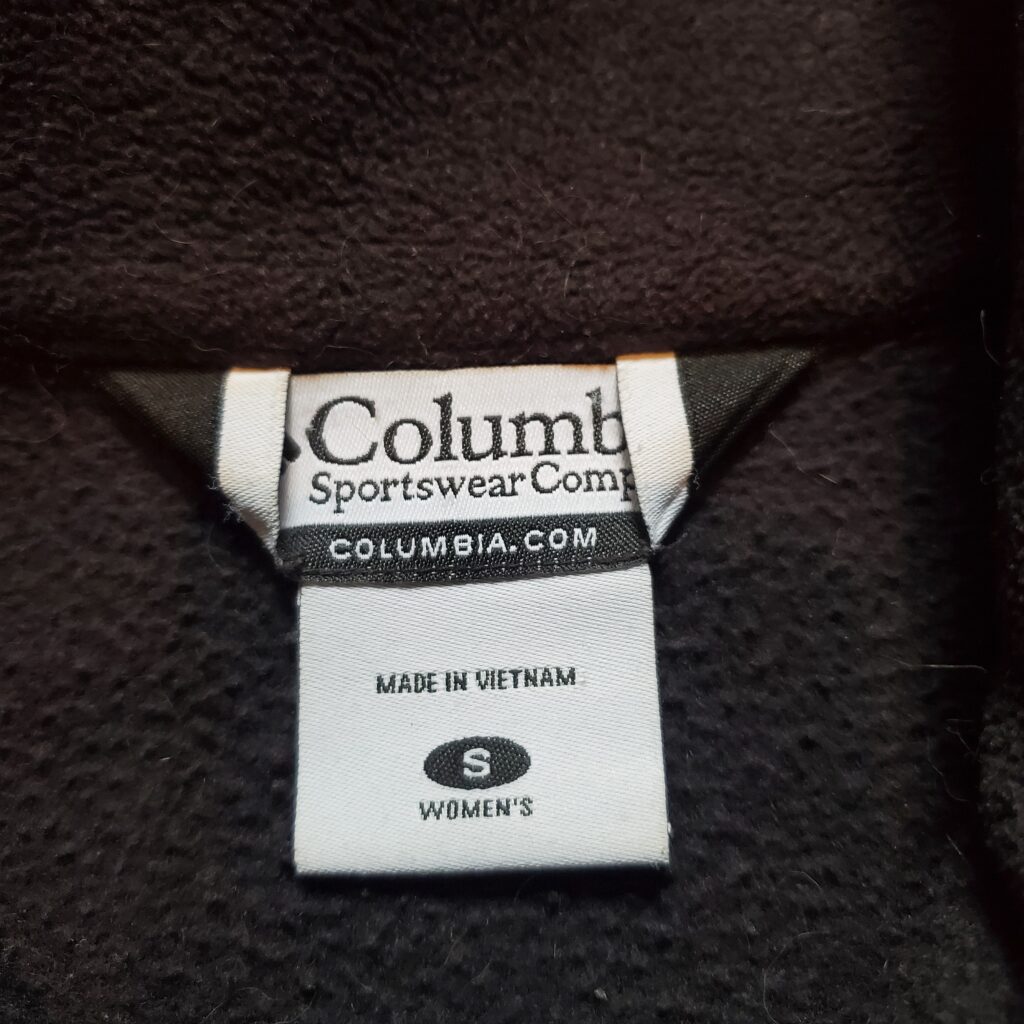 Columb
Sportswear Comp
COLUMBIA.COM
MADE IN VIETNAM
S
WOMEN'S